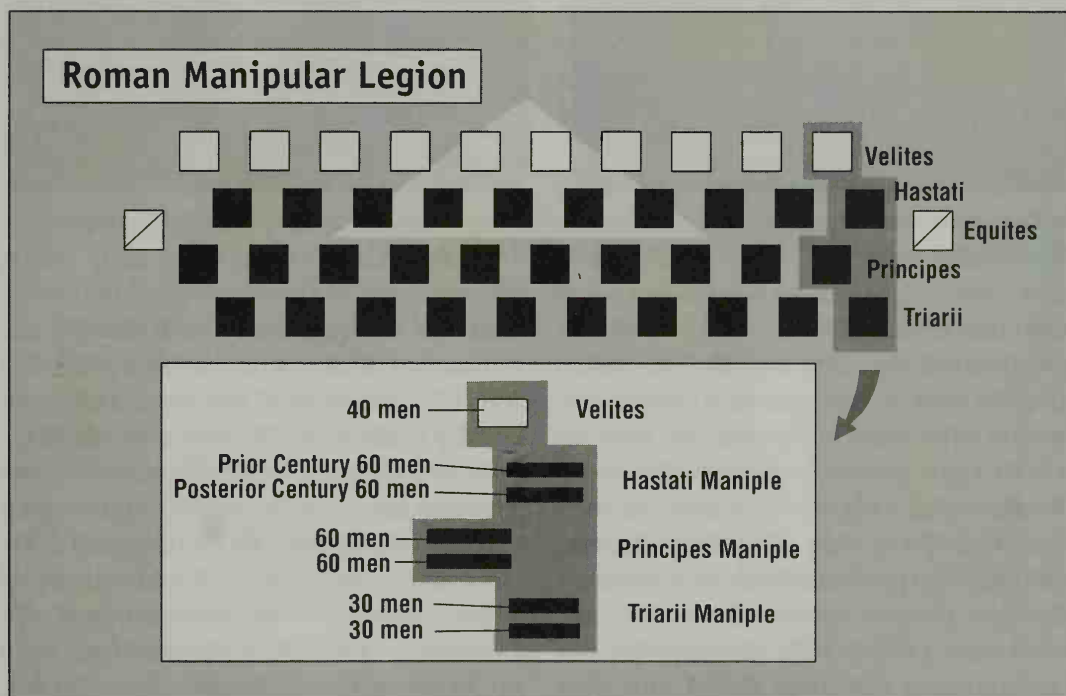 Roman Manipular Legion
Velites
Hastati
Equites
Principes
Triarii
40 men
Velites
Prior Century 60 men
Posterior Century 60 men
Hastati Maniple
60 men
60 men
Principes Maniple
30 men
30 men
Triarii Maniple